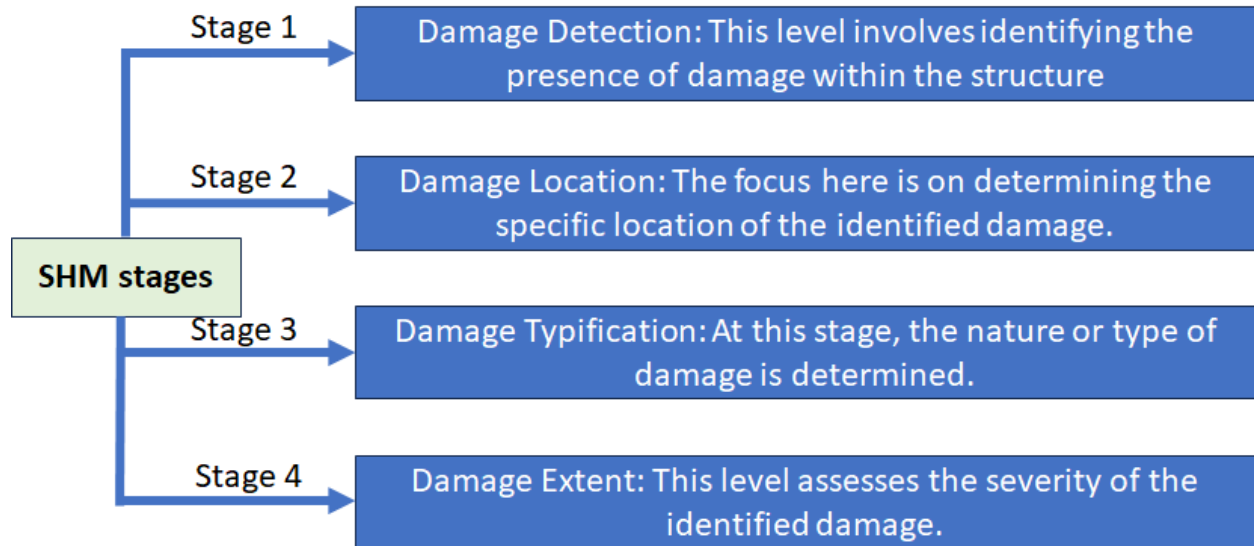 Stage 1
Damage Detection: This level involves identifying the
presence of damage within the structure
Stage 2
Damage Location: The focus here is on determining the
specific location of the identified damage.
SHM stages
Stage 3
Damage Typification: At this stage, the nature or type of
damage is determined.
Stage 4
Damage Extent: This level assesses the severity of the
identified damage.